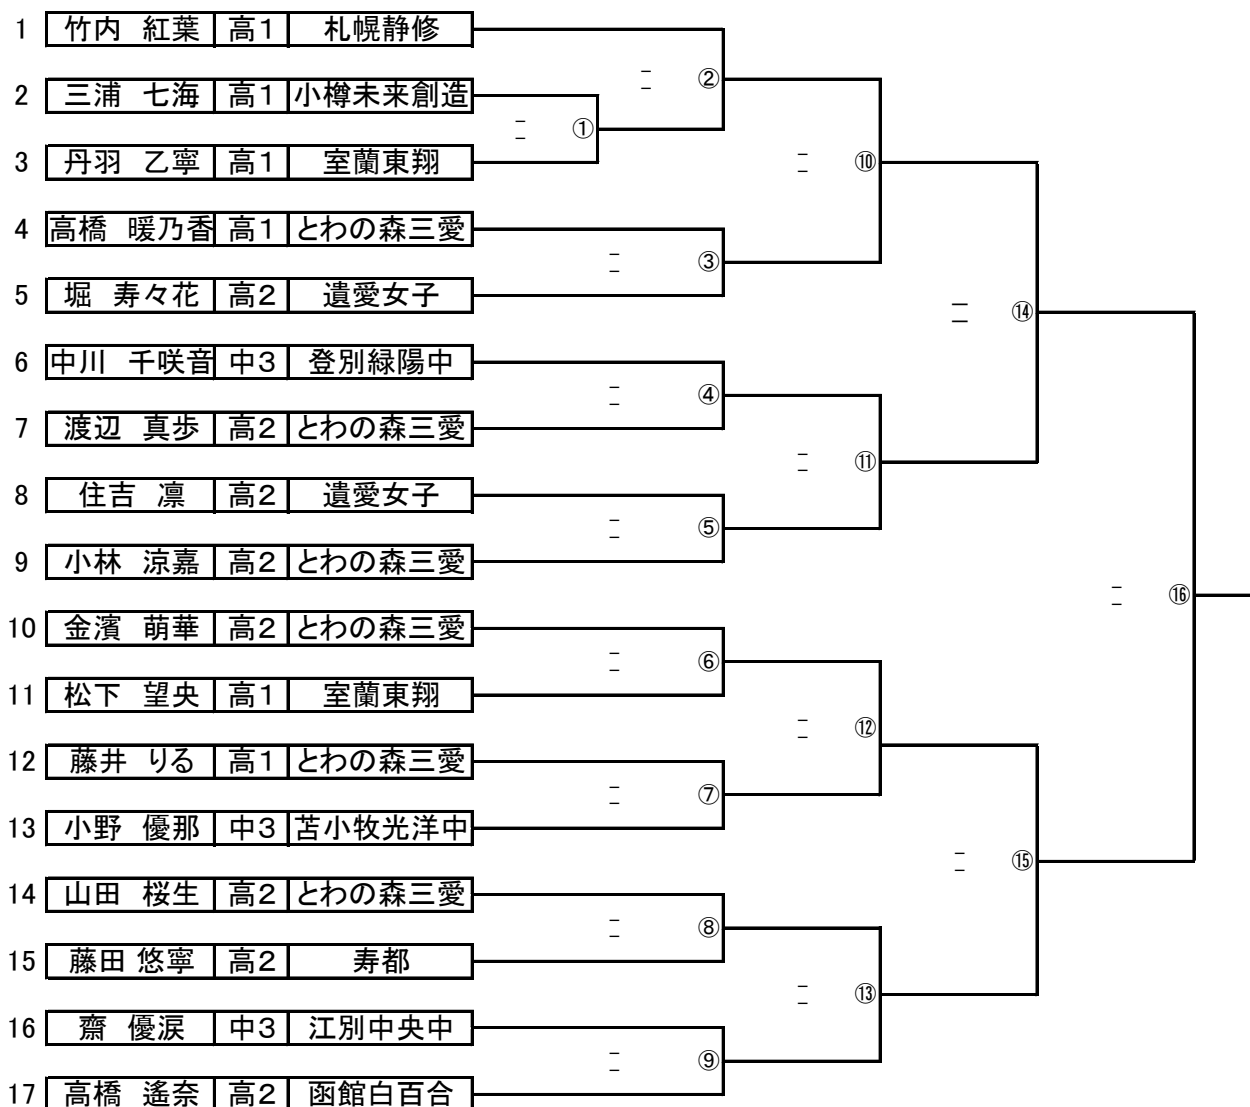 1 竹内 紅葉 高1 札幌静修
②
2 三浦 七海 高1 小樽未来創造
①
3 丹羽 乙寧 高1 室蘭東翔
⑩
4 高橋 暖乃香 高1 とわの森三愛
③
5 堀 寿々花 高2 遺愛女子
⑭
6 中川 千咲音 中3 登別緑陽中
④
7 渡辺 真歩 高2 とわの森三愛
⑪
8 住吉 凛 高2 遺愛女子
⑤
9 小林 涼嘉 高2 とわの森三愛
⑯
10 金濱 萌華 高2 とわの森三愛
⑥
11 松下 望央 高1 室蘭東翔
⑫
12 藤井 りる 高1 とわの森三愛
⑦
13 小野 優那 中3 苫小牧光洋中
⑮
14 山田 桜生 高2 とわの森三愛
⑧
15 藤田 悠寧 高2 寿都
⑬
16 齋 優涙 中3 江別中央中
⑨
17 高橋 遙奈 高2 函館白百合